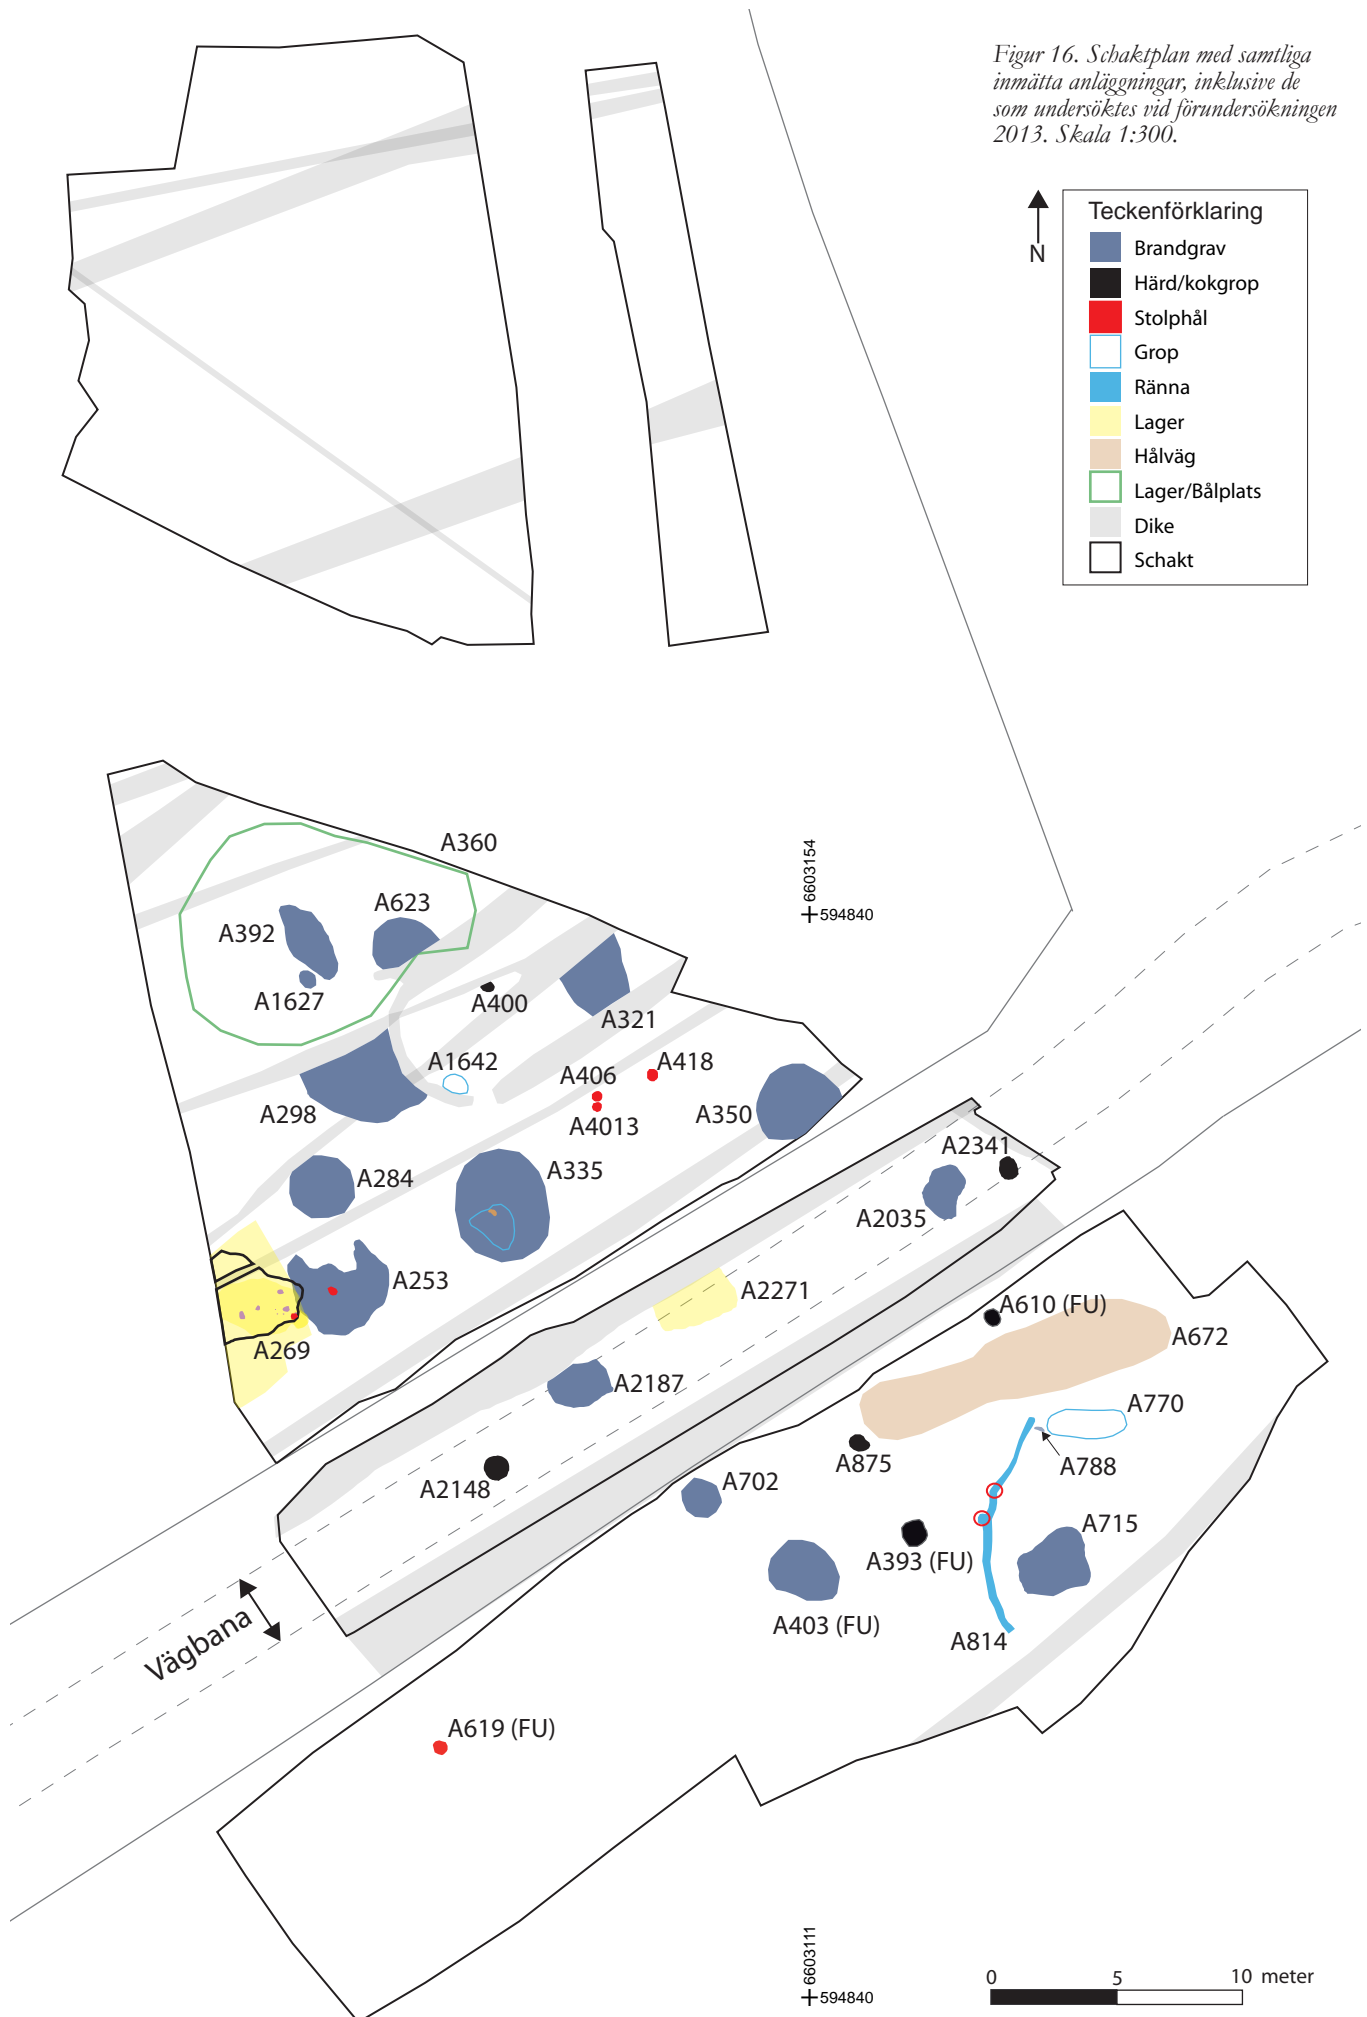 Figur 16. Schaktplan med samtliga
inmätta anläggningar, inklusive de
som undersöktes vid förundersökningen
2013. Skala 1:300.
N
Teckenförklaring
Brandgrav
Härd/kokgrop
Stolphål
Grop
Ränna
Lager
Hålväg
Lager/Bålplats
Dike
Schakt
A360
6603154
594840
A623
A392
A1627
A400
A321
A1642
A406
A418
A298
A4013
A350
A2341
A335
A284
A2035
A253
A2271
A610 (FU)
A672
A269
A2187
A770
A875
A788
A2148
A702
A715
A393 (FU)
A403 (FU)
A814
Vägbana
A619 (FU)
6603111
594840
0 5 10 meter